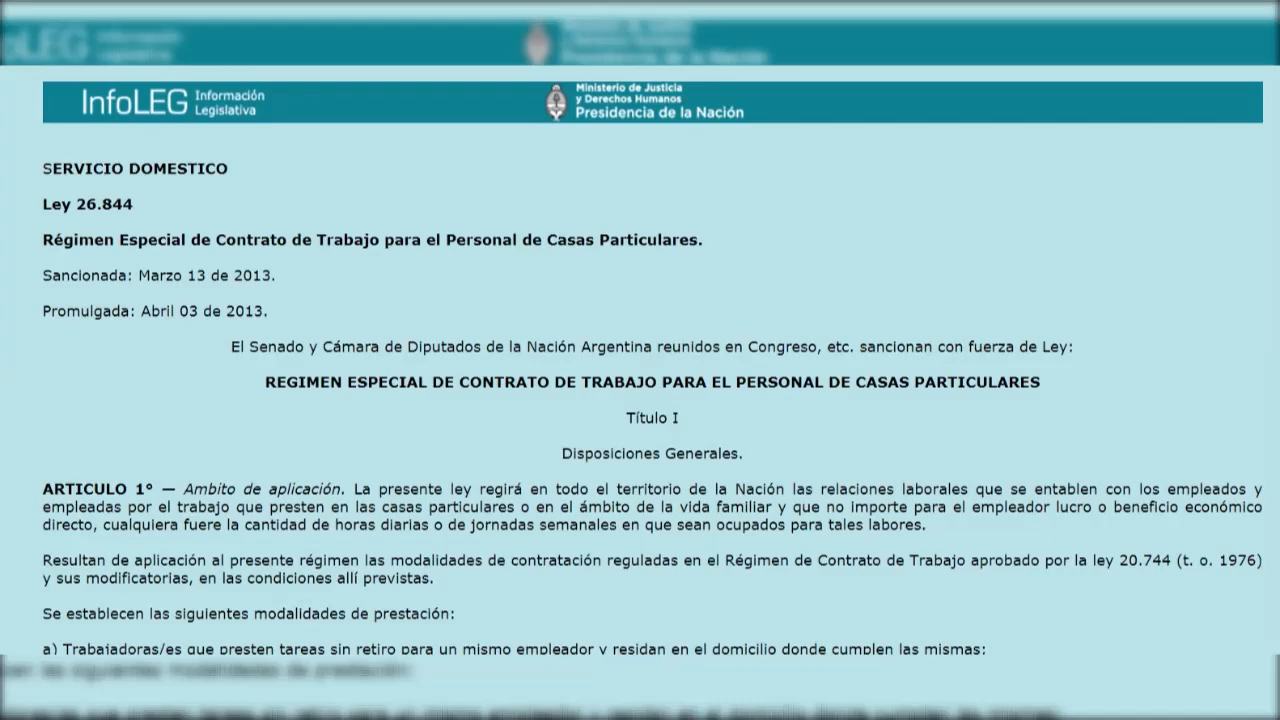 InfoLEG Información
Legislativa
Ministerio de Justicia
y Derechos Humanos
Presidencia de la Nación
SERVICIO DOMESTICO
Ley 26.844
Régimen Especial de Contrato de Trabajo para el Personal de Casas Particulares.
Sancionada: Marzo 13 de 2013.
Promulgada: Abril 03 de 2013.
El Senado y Cámara de Diputados de la Nación Argentina reunidos en Congreso, etc. sancionan con fuerza de Ley:
REGIMEN ESPECIAL DE CONTRATO DE TRABAJO PARA EL PERSONAL DE CASAS PARTICULARES
Título I
Disposiciones Generales.
ARTICULO 1° — Ambito de aplicación. La presente ley regirá en todo el territorio de la Nación las relaciones laborales que se entablen con los empleados y
empleadas por el trabajo que presten en las casas particulares o en el ámbito de la vida familiar y que no importe para el empleador lucro o beneficio económico
directo, cualquiera fuere la cantidad de horas diarias o de jornadas semanales en que sean ocupados para tales labores.
Resultan de aplicación al presente régimen las modalidades de contratación reguladas en el Régimen de Contrato de Trabajo aprobado por la ley 20.744 (t. o. 1976)
y sus modificatorias, en las condiciones allí previstas.
Se establecen las siguientes modalidades de prestación:
a) Trabajadoras/es que presten tareas sin retiro para un mismo empleador y residan en el domicilio donde cumplen las mismas: